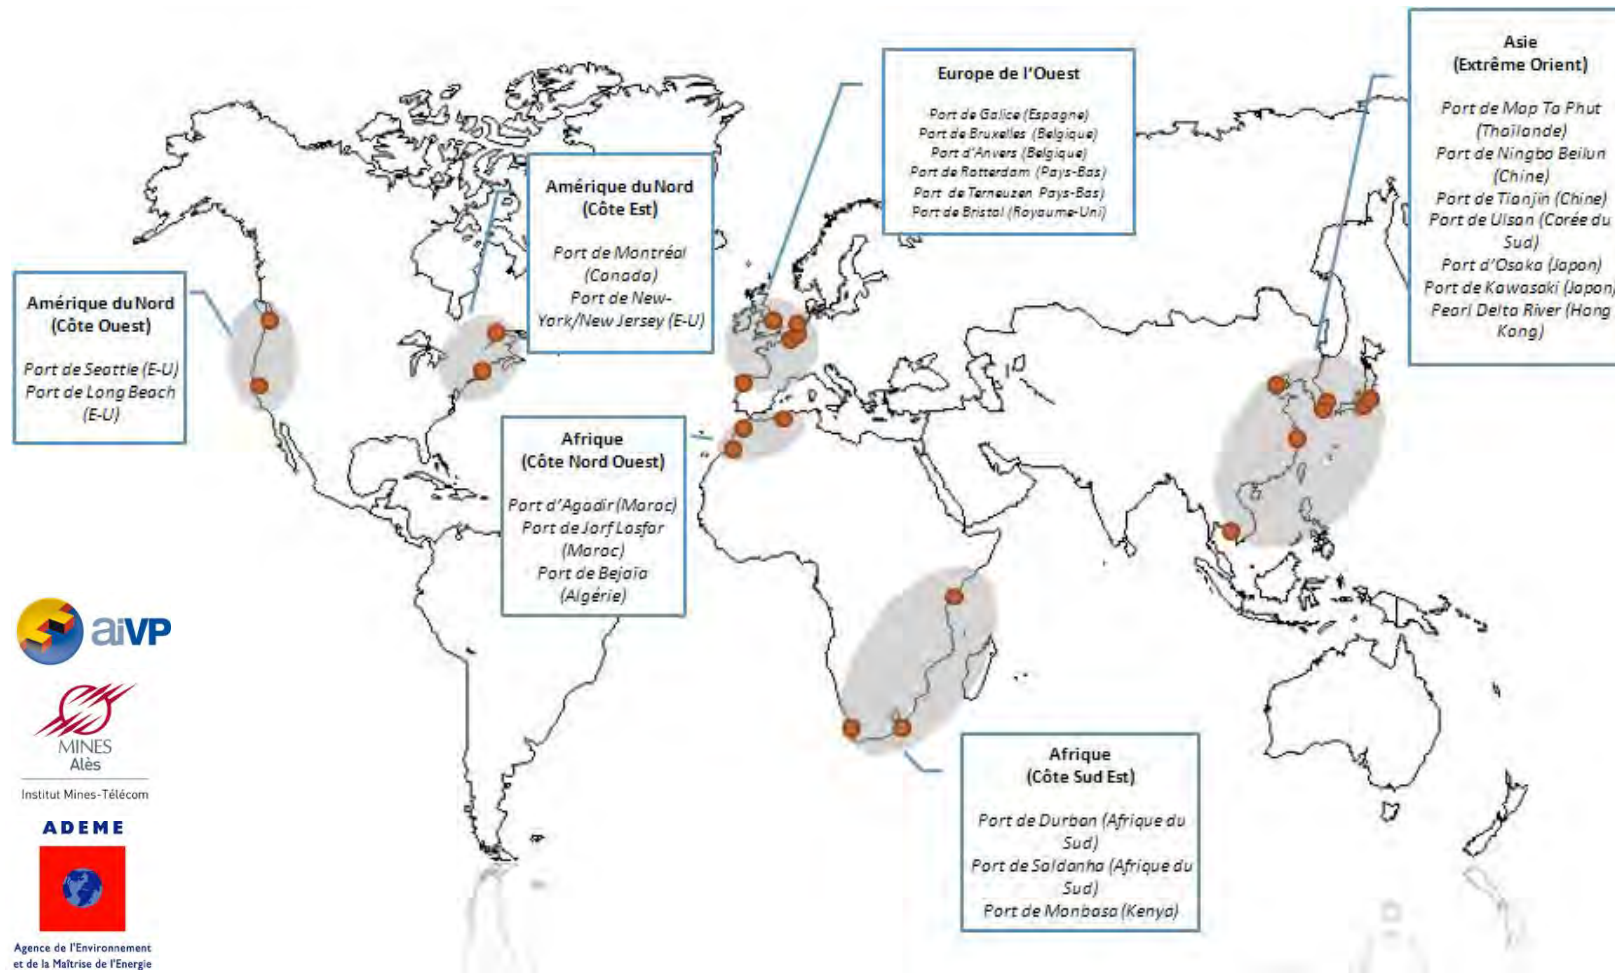 Amérique du Nord
(Côte Ouest)
Port de Seattle (E-U)
Port de Long Beach
(E-U)
Amérique du Nord
(Côte Est)
Port de Montréal
(Canada)
Port de New-
York/New Jersey (E-U)
Europe de l'Ouest
Port de Galice (Espagne)
Port de Bruxelles (Belgique)
Port d'Anvers (Belgique)
Port de Rotterdam (Pays-Bas)
Port de Terneuzen Pays-Bas)
Port de Bristol (Royaume-Uni)
Asie
(Extrême Orient)
Port de Map Ta Phut
(Thaïlande)
Port de Ningbo Beilun
(Chine)
Port de Tianjin (Chine)
Port de Ulsan (Corée du
Sud)
Port d'Osaka (Japon)
Port de Kawasaki (Japon)
Pearl Delta River (Hong
Kong)
Afrique
(Côte Nord Ouest)
Port d'Agadir (Maroc)
Port de Jorf Lasfar
(Maroc)
Port de Bejaïa
(Algérie)
Afrique
(Côte Sud Est)
Port de Durban (Afrique du
Sud)
Port de Saldanha (Afrique du
Sud)
Port de Monbasa (Kenya)
aiVP
MINES
Alès
Institut Mines-Télécom
ADEME
Agence de l'Environnement
et de la Maîtrise de l'Energie